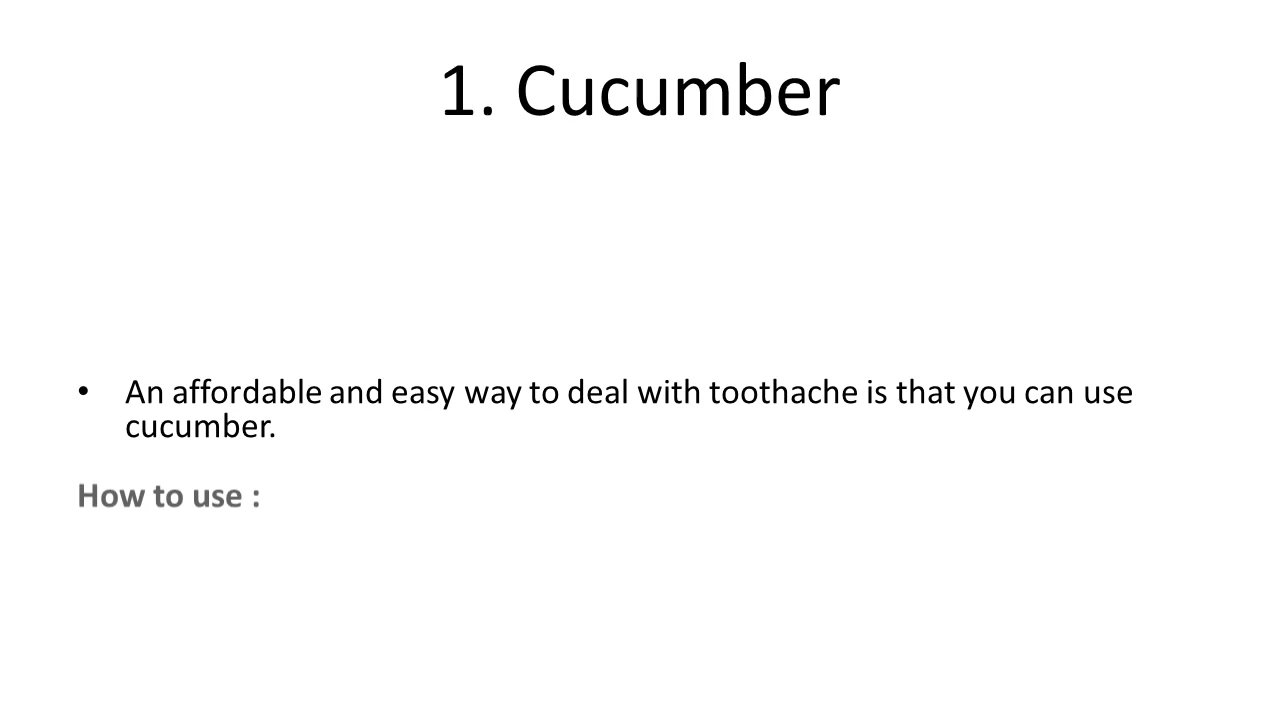 1. Cucumber
• An affordable and easy way to deal with toothache is that you can use
cucumber.
How to use :